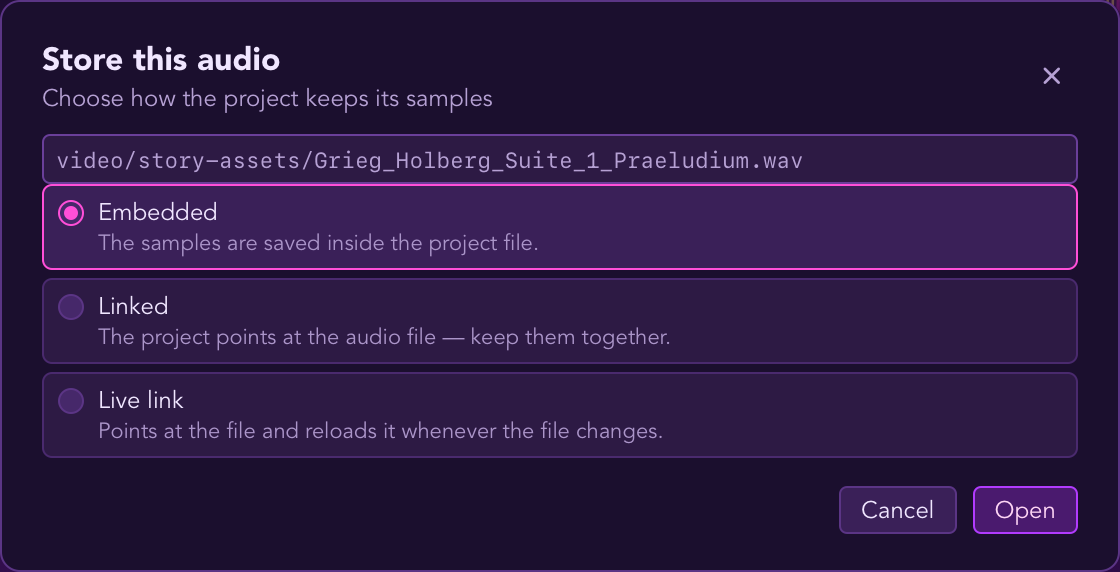 Store this audio
Choose how the project keeps its samples
video/story-assets/Grieg_Holberg_Suite_1_Praeludium.wav
Embedded
The samples are saved inside the project file.
Linked
The project points at the audio file — keep them together.
Live link
Points at the file and reloads it whenever the file changes.
Cancel Open